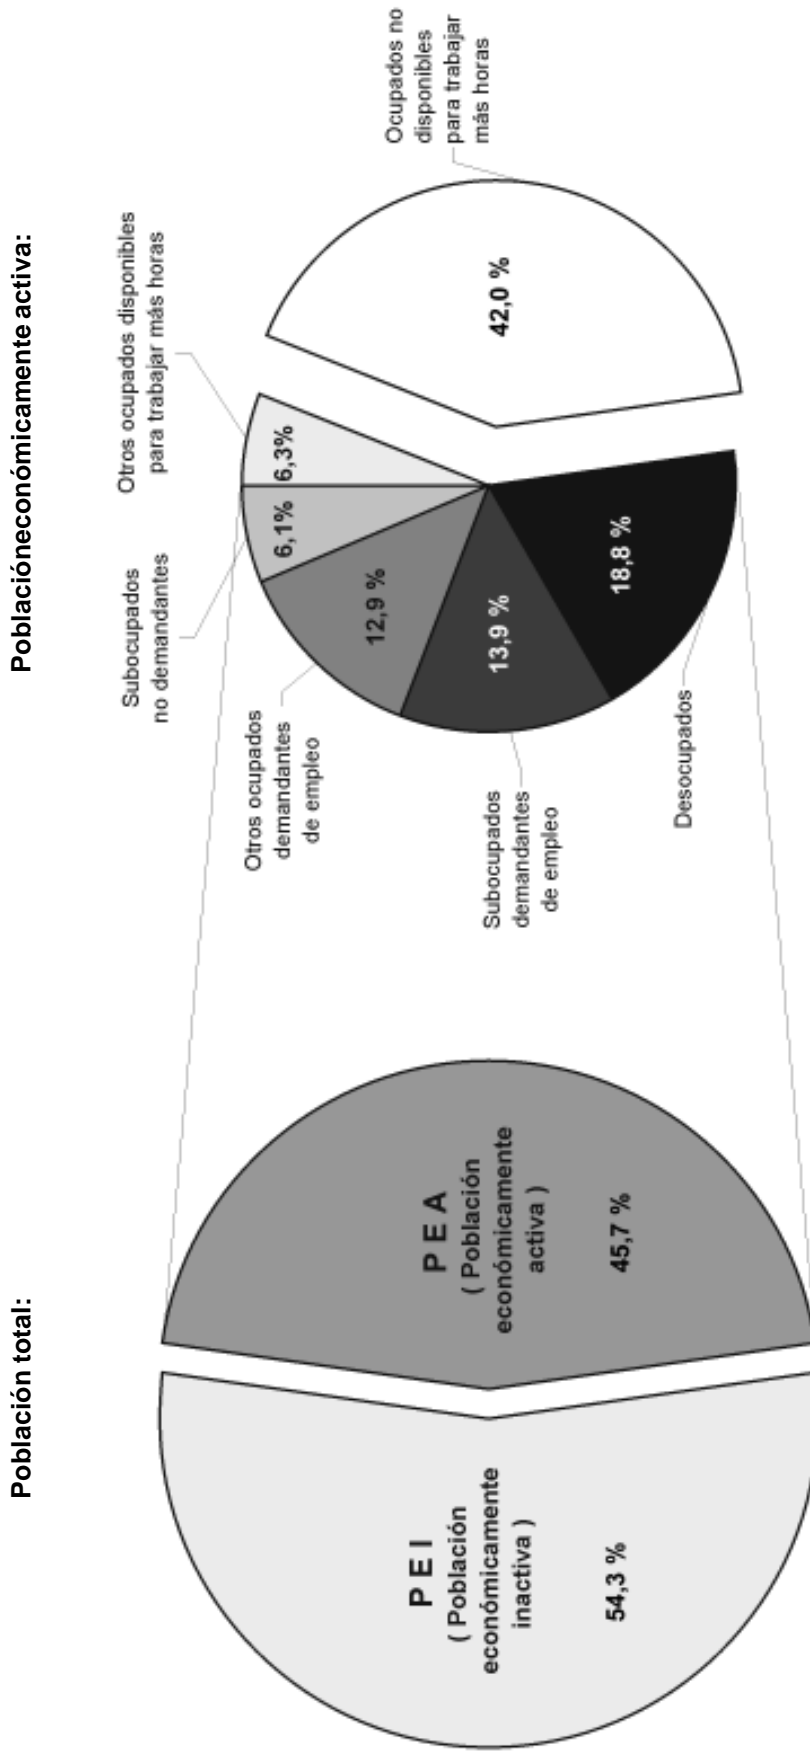 Población total:
Poblacióneconómicamente activa:
P E I
( Población
económicamente
inactiva )
54,3 %
P E A
( Población
económicamente
activa )
45,7 %
Otros ocupados
demandantes
de empleo
Subocupados
no demandantes
Otros ocupados disponibles
para trabajar más horas
Ocupados no
disponibles
para trabajar
más horas
Subocupados
demandantes
de empleo
Desocupados
6,1%
6,3%
12,9 %
13,9 %
18,8 %
42,0 %